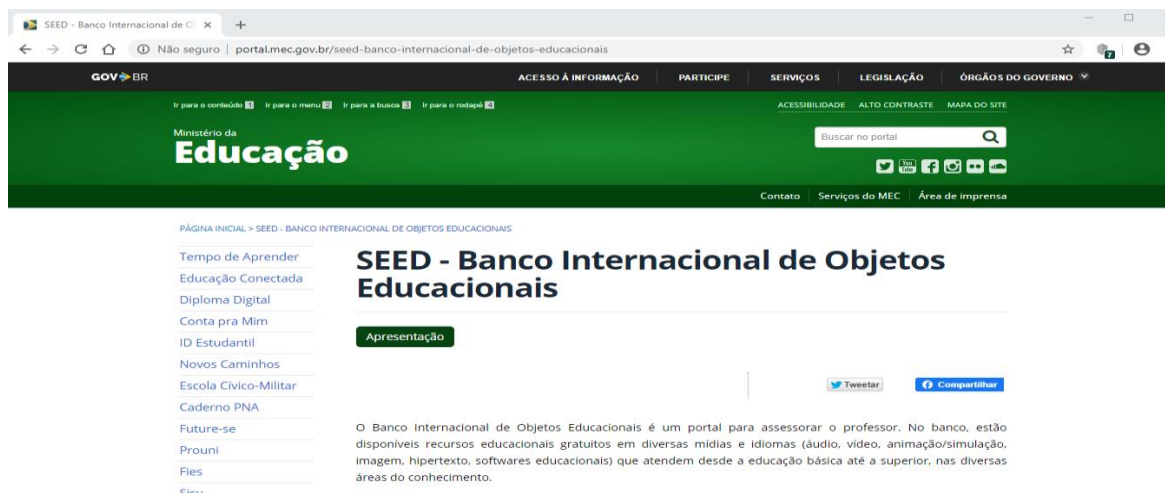 SEED - Banco Internacional de O
Não seguro | portal.mec.gov.br/seed-banco-internacional-de-objetos-educacionais
7
GOV BR ACESSO À INFORMAÇÃO PARTICIPE SERVIÇOS LEGISLAÇÃO ÓRGÃOS DO GOVERNO
Ir para o conteúdo 1 Ir para o menu 2 Ir para a busca 3 Ir para o rodapé 4 ACESSIBILIDADE ALTO CONTRASTE MAPA DO SITE
Ministério da
Educação
Buscar no portal
You Tube
Contato Serviços do MEC Área de imprensa
PÁGINA INICIAL > SEED - BANCO INTERNACIONAL DE OBJETOS EDUCACIONAIS
Tempo de Aprender
Educação Conectada
Diploma Digital
Conta pra Mim
ID Estudantil
Novos Caminhos
Escola Cívico-Militar
Caderno PNA
Future-se
Prouni
Fies
Sisu
SEED - Banco Internacional de Objetos
Educacionais
Apresentação
Tweetar Compartilhar
O Banco Internacional de Objetos Educacionais é um portal para assessorar o professor. No banco, estão
disponíveis recursos educacionais gratuitos em diversas mídias e idiomas (áudio, vídeo, animação/simulação,
imagem, hipertexto, softwares educacionais) que atendem desde a educação básica até a superior, nas diversas
áreas do conhecimento.